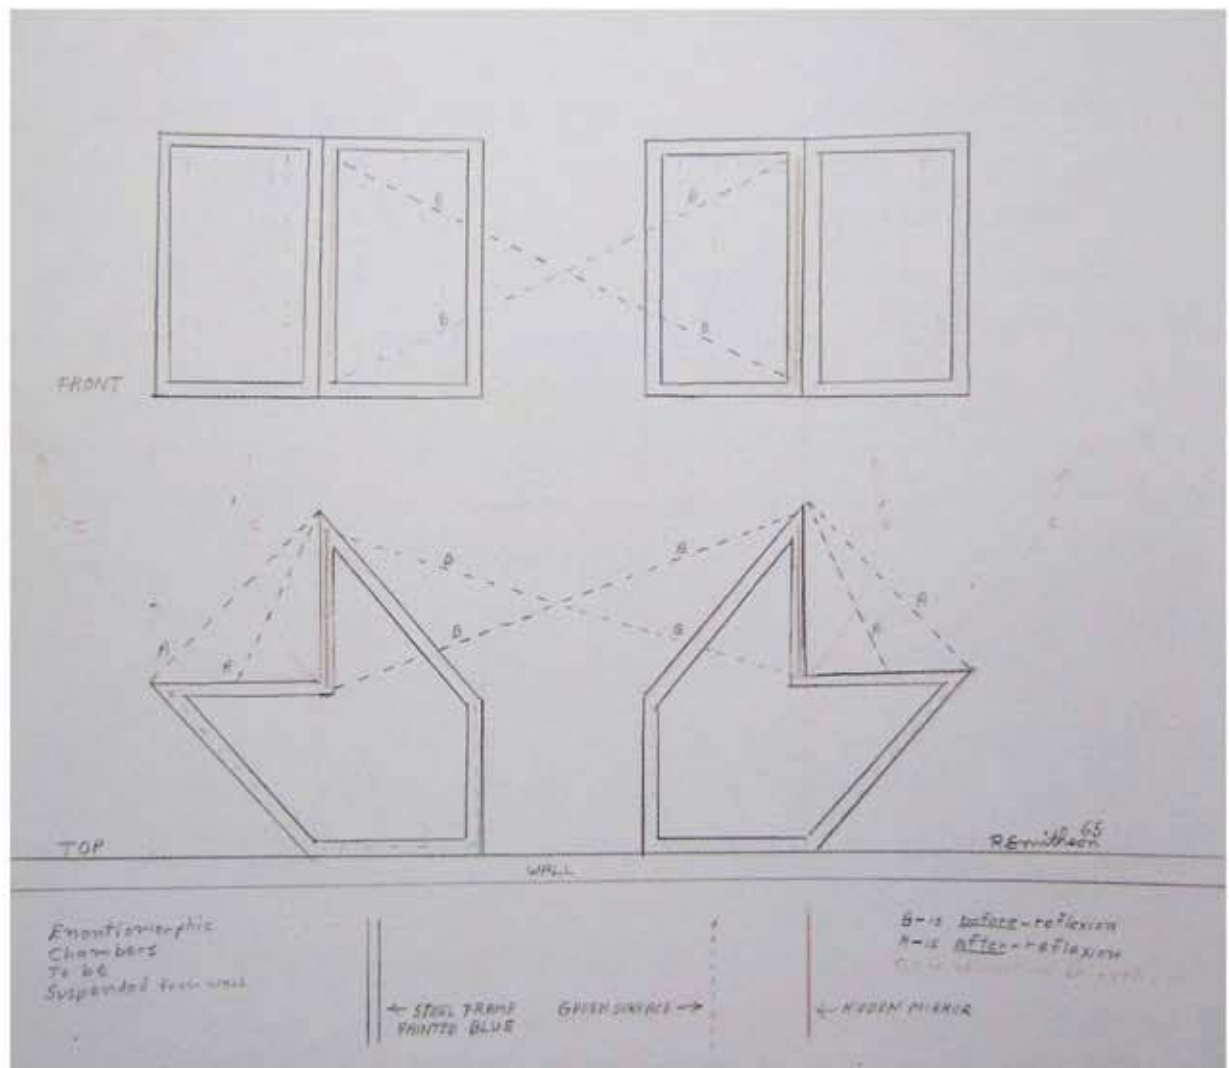 B
B
B
B
FRONT
C
C
C
C
B
B
A
A
B
B
A
A
TOP
RSmithson 65
WALL
Enantiomorphic
Chambers
To be
Suspended from wall
← STEEL FRAME
PAINTED BLUE
GREEN SURFACE →
← HIDDEN MIRROR
B-is before-reflexion
A-is after-reflexion